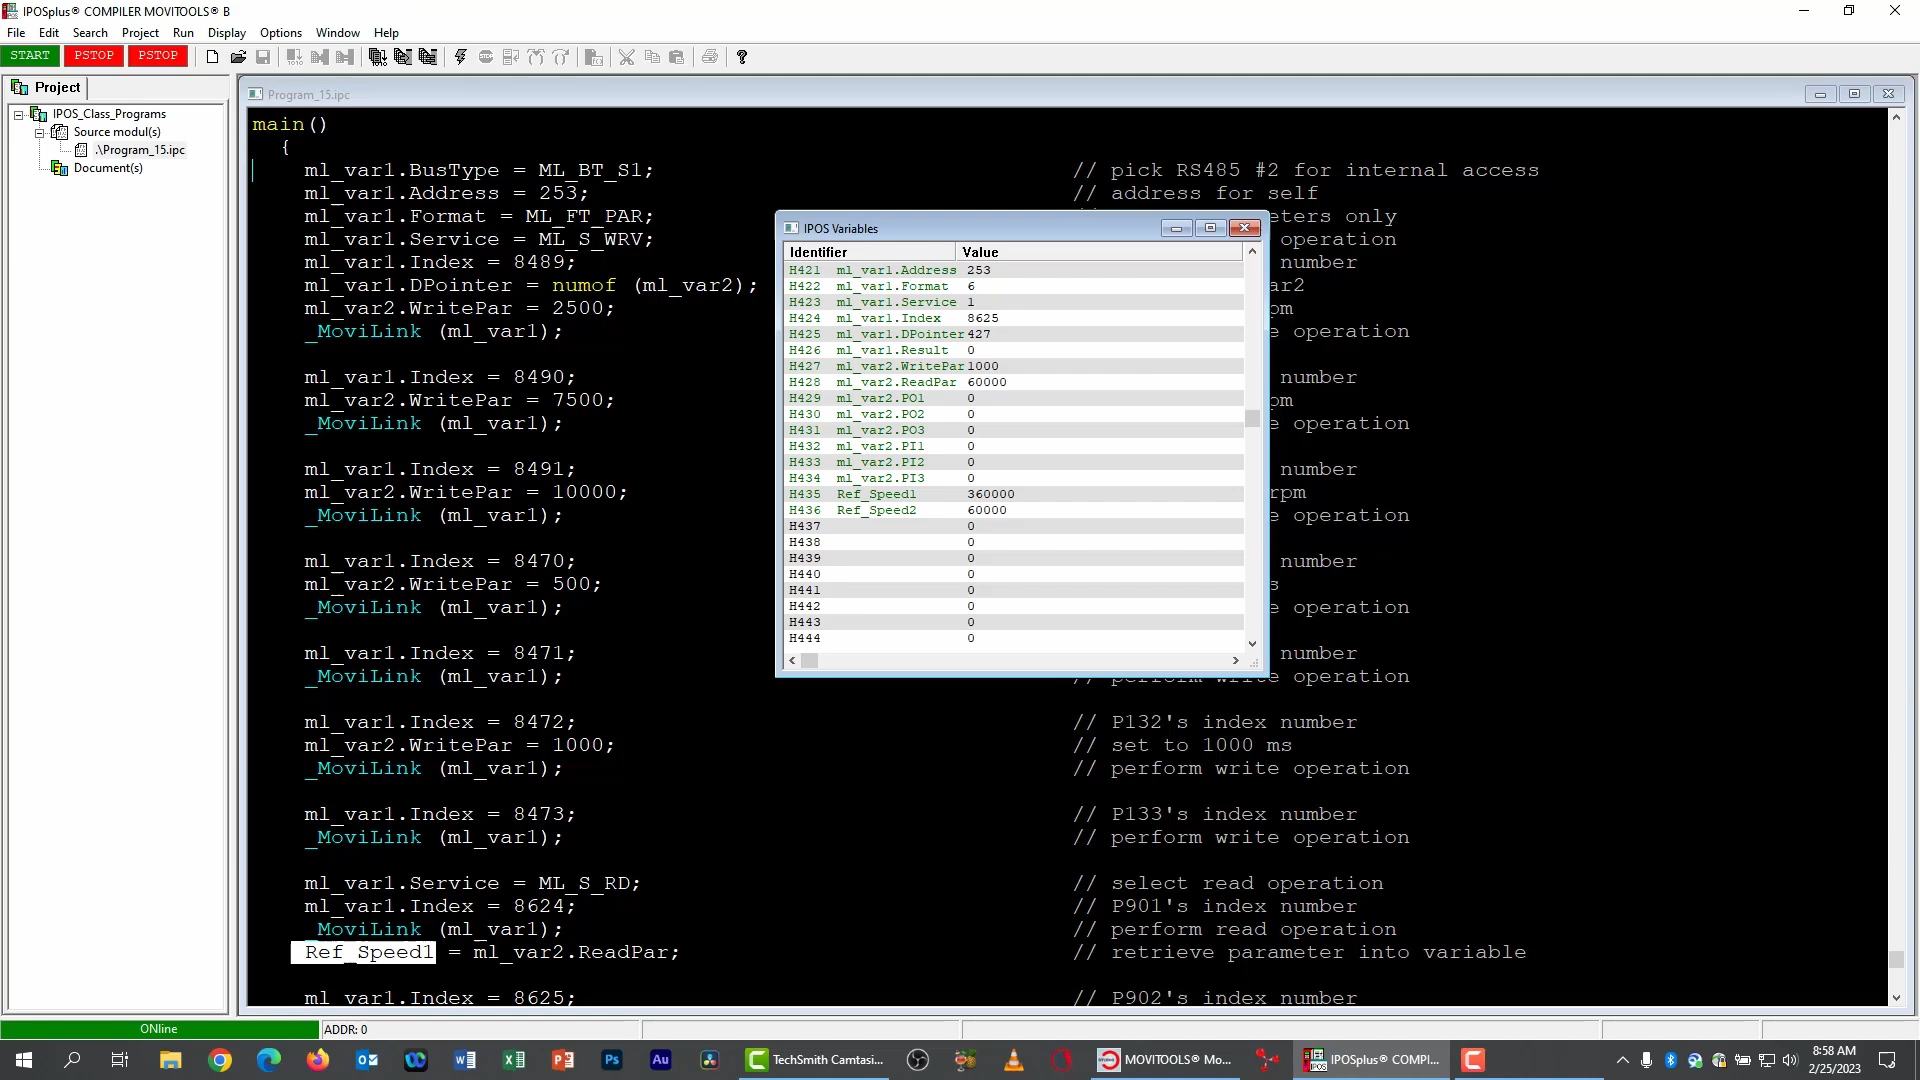 IPOSplus® COMPILER MOVITOOLS® B
File Edit Search Project Run Display Options Window Help
START PSTOP PSTOP
Project
IPOS_Class_Programs
Source modul(s)
.\Program_15.ipc
Document(s)
Program_15.ipc
main()
{
ml_var1.BusType = ML_BT_S1; // pick RS485 #2 for internal access
ml_var1.Address = 253; // address for self
ml_var1.Format = ML_FT_PAR; eters only
ml_var1.Service = ML_S_WRV; operation
ml_var1.Index = 8489; number
ml_var1.DPointer = numof (ml_var2); ar2
ml_var2.WritePar = 2500; pm
_MoviLink (ml_var1); e operation
ml_var1.Index = 8490; number
ml_var2.WritePar = 7500; pm
_MoviLink (ml_var1); e operation
ml_var1.Index = 8491; number
ml_var2.WritePar = 10000; rpm
_MoviLink (ml_var1); e operation
ml_var1.Index = 8470; number
ml_var2.WritePar = 500; s
_MoviLink (ml_var1); e operation
ml_var1.Index = 8471; number
_MoviLink (ml_var1); // perform write operation
ml_var1.Index = 8472; // P132's index number
ml_var2.WritePar = 1000; // set to 1000 ms
_MoviLink (ml_var1); // perform write operation
ml_var1.Index = 8473; // P133's index number
_MoviLink (ml_var1); // perform write operation
ml_var1.Service = ML_S_RD; // select read operation
ml_var1.Index = 8624; // P901's index number
_MoviLink (ml_var1); // perform read operation
Ref_Speed1 = ml_var2.ReadPar; // retrieve parameter into variable
ml_var1.Index = 8625; // P902's index number
IPOS Variables
Identifier Value
H421 ml_var1.Address 253
H422 ml_var1.Format 6
H423 ml_var1.Service 1
H424 ml_var1.Index 8625
H425 ml_var1.DPointer 427
H426 ml_var1.Result 0
H427 ml_var2.WritePar 1000
H428 ml_var2.ReadPar 60000
H429 ml_var2.PO1 0
H430 ml_var2.PO2 0
H431 ml_var2.PO3 0
H432 ml_var2.PI1 0
H433 ml_var2.PI2 0
H434 ml_var2.PI3 0
H435 Ref_Speed1 360000
H436 Ref_Speed2 60000
H437 0
H438 0
H439 0
H440 0
H441 0
H442 0
H443 0
H444 0
ONline ADDR: 0
TechSmith Camtasi... MOVITOOLS® Mo... IPOSplus® COMPI...
8:58 AM
2/25/2023